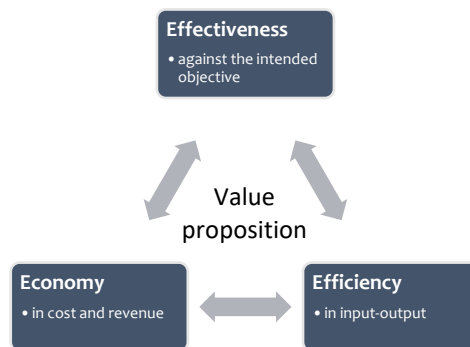 Effectiveness
• against the intended
objective
Value
proposition
Economy
• in cost and revenue
Efficiency
• in input-output